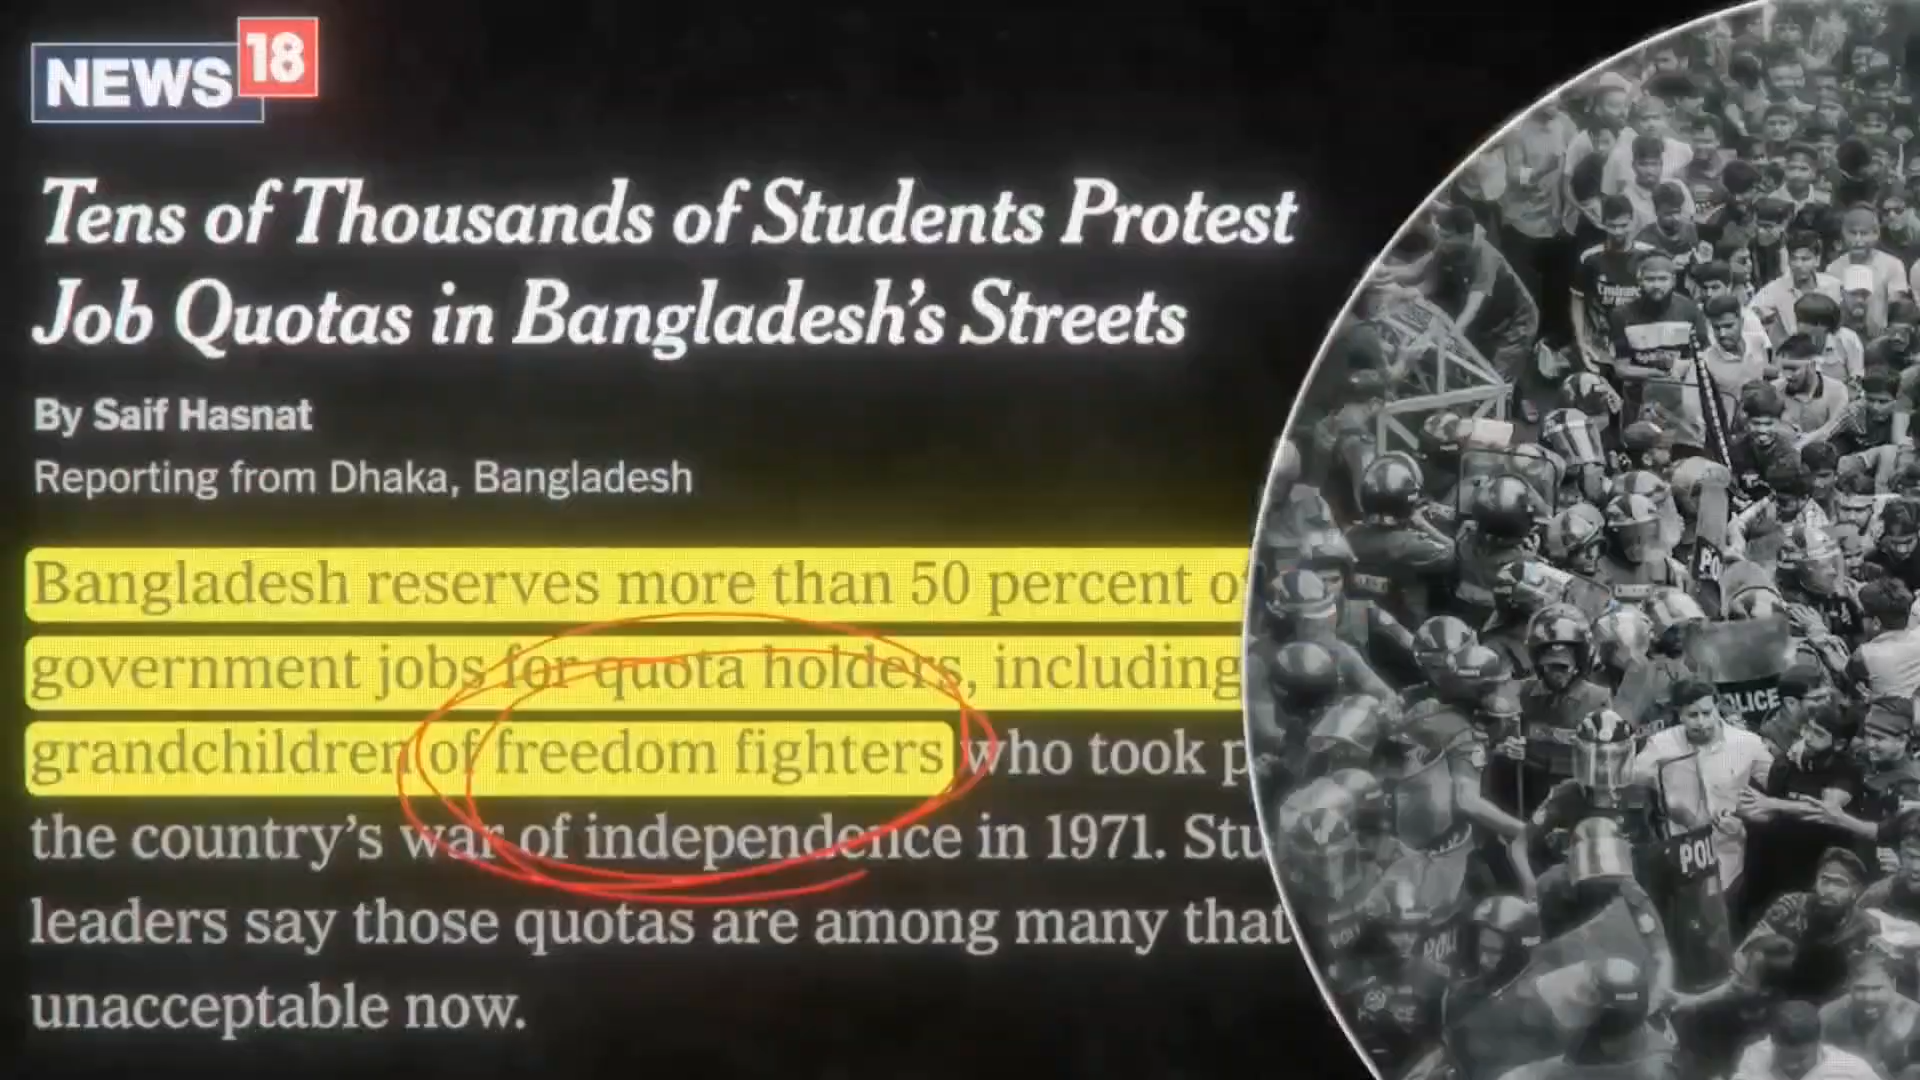 NEWS 18
Tens of Thousands of Students Protest
Job Quotas in Bangladesh's Streets
By Saif Hasnat
Reporting from Dhaka, Bangladesh
Bangladesh reserves more than 50 percent
government jobs for quota holders, including
grandchildren of freedom fighters who took
the country's war of independence in 1971.
leaders say those quotas are among many that
unacceptable now.
POLICE